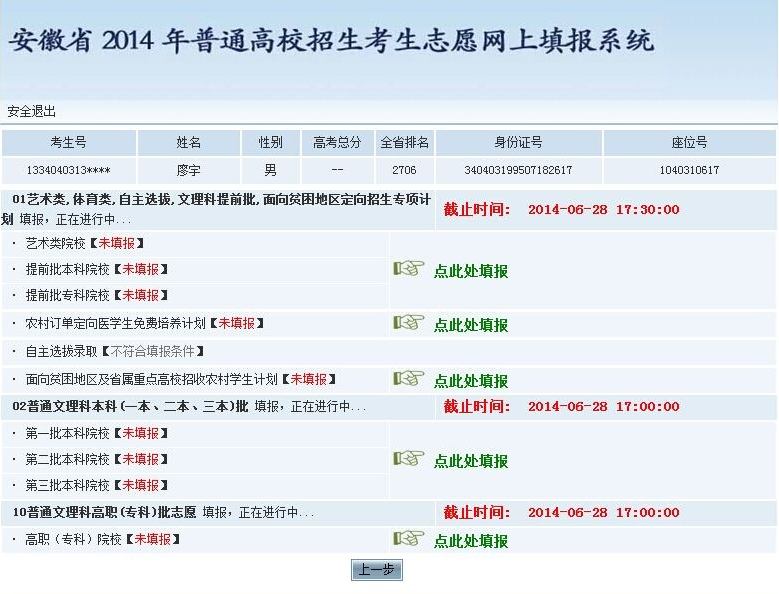 安徽省 2014 年普通高校招生考生志愿网上填报系统
安全退出
考生号 姓名 性别 高考总分 全省排名 身份证号 座位号
1334040313**** 廖宇 男 -- 2706 340403199507182617 1040310617
01艺术类,体育类,自主选拔,文理科提前批,面向贫困地区定向招生专项计
划 填报，正在进行中... 截止时间： 2014-06-28 17:30:00
· 艺术类院校【未填报】
· 提前批本科院校【未填报】 点此处填报
· 提前批专科院校【未填报】
· 农村订单定向医学生免费培养计划【未填报】 点此处填报
· 自主选拔录取【不符合填报条件】
· 面向贫困地区及省属重点高校招收农村学生计划【未填报】 点此处填报
02普通文理科本科(一本、二本、三本)批 填报，正在进行中... 截止时间： 2014-06-28 17:00:00
· 第一批本科院校【未填报】
· 第二批本科院校【未填报】 点此处填报
· 第三批本科院校【未填报】
10普通文理科高职(专科)批志愿 填报，正在进行中... 截止时间： 2014-06-28 17:00:00
· 高职（专科）院校【未填报】 点此处填报
上一步